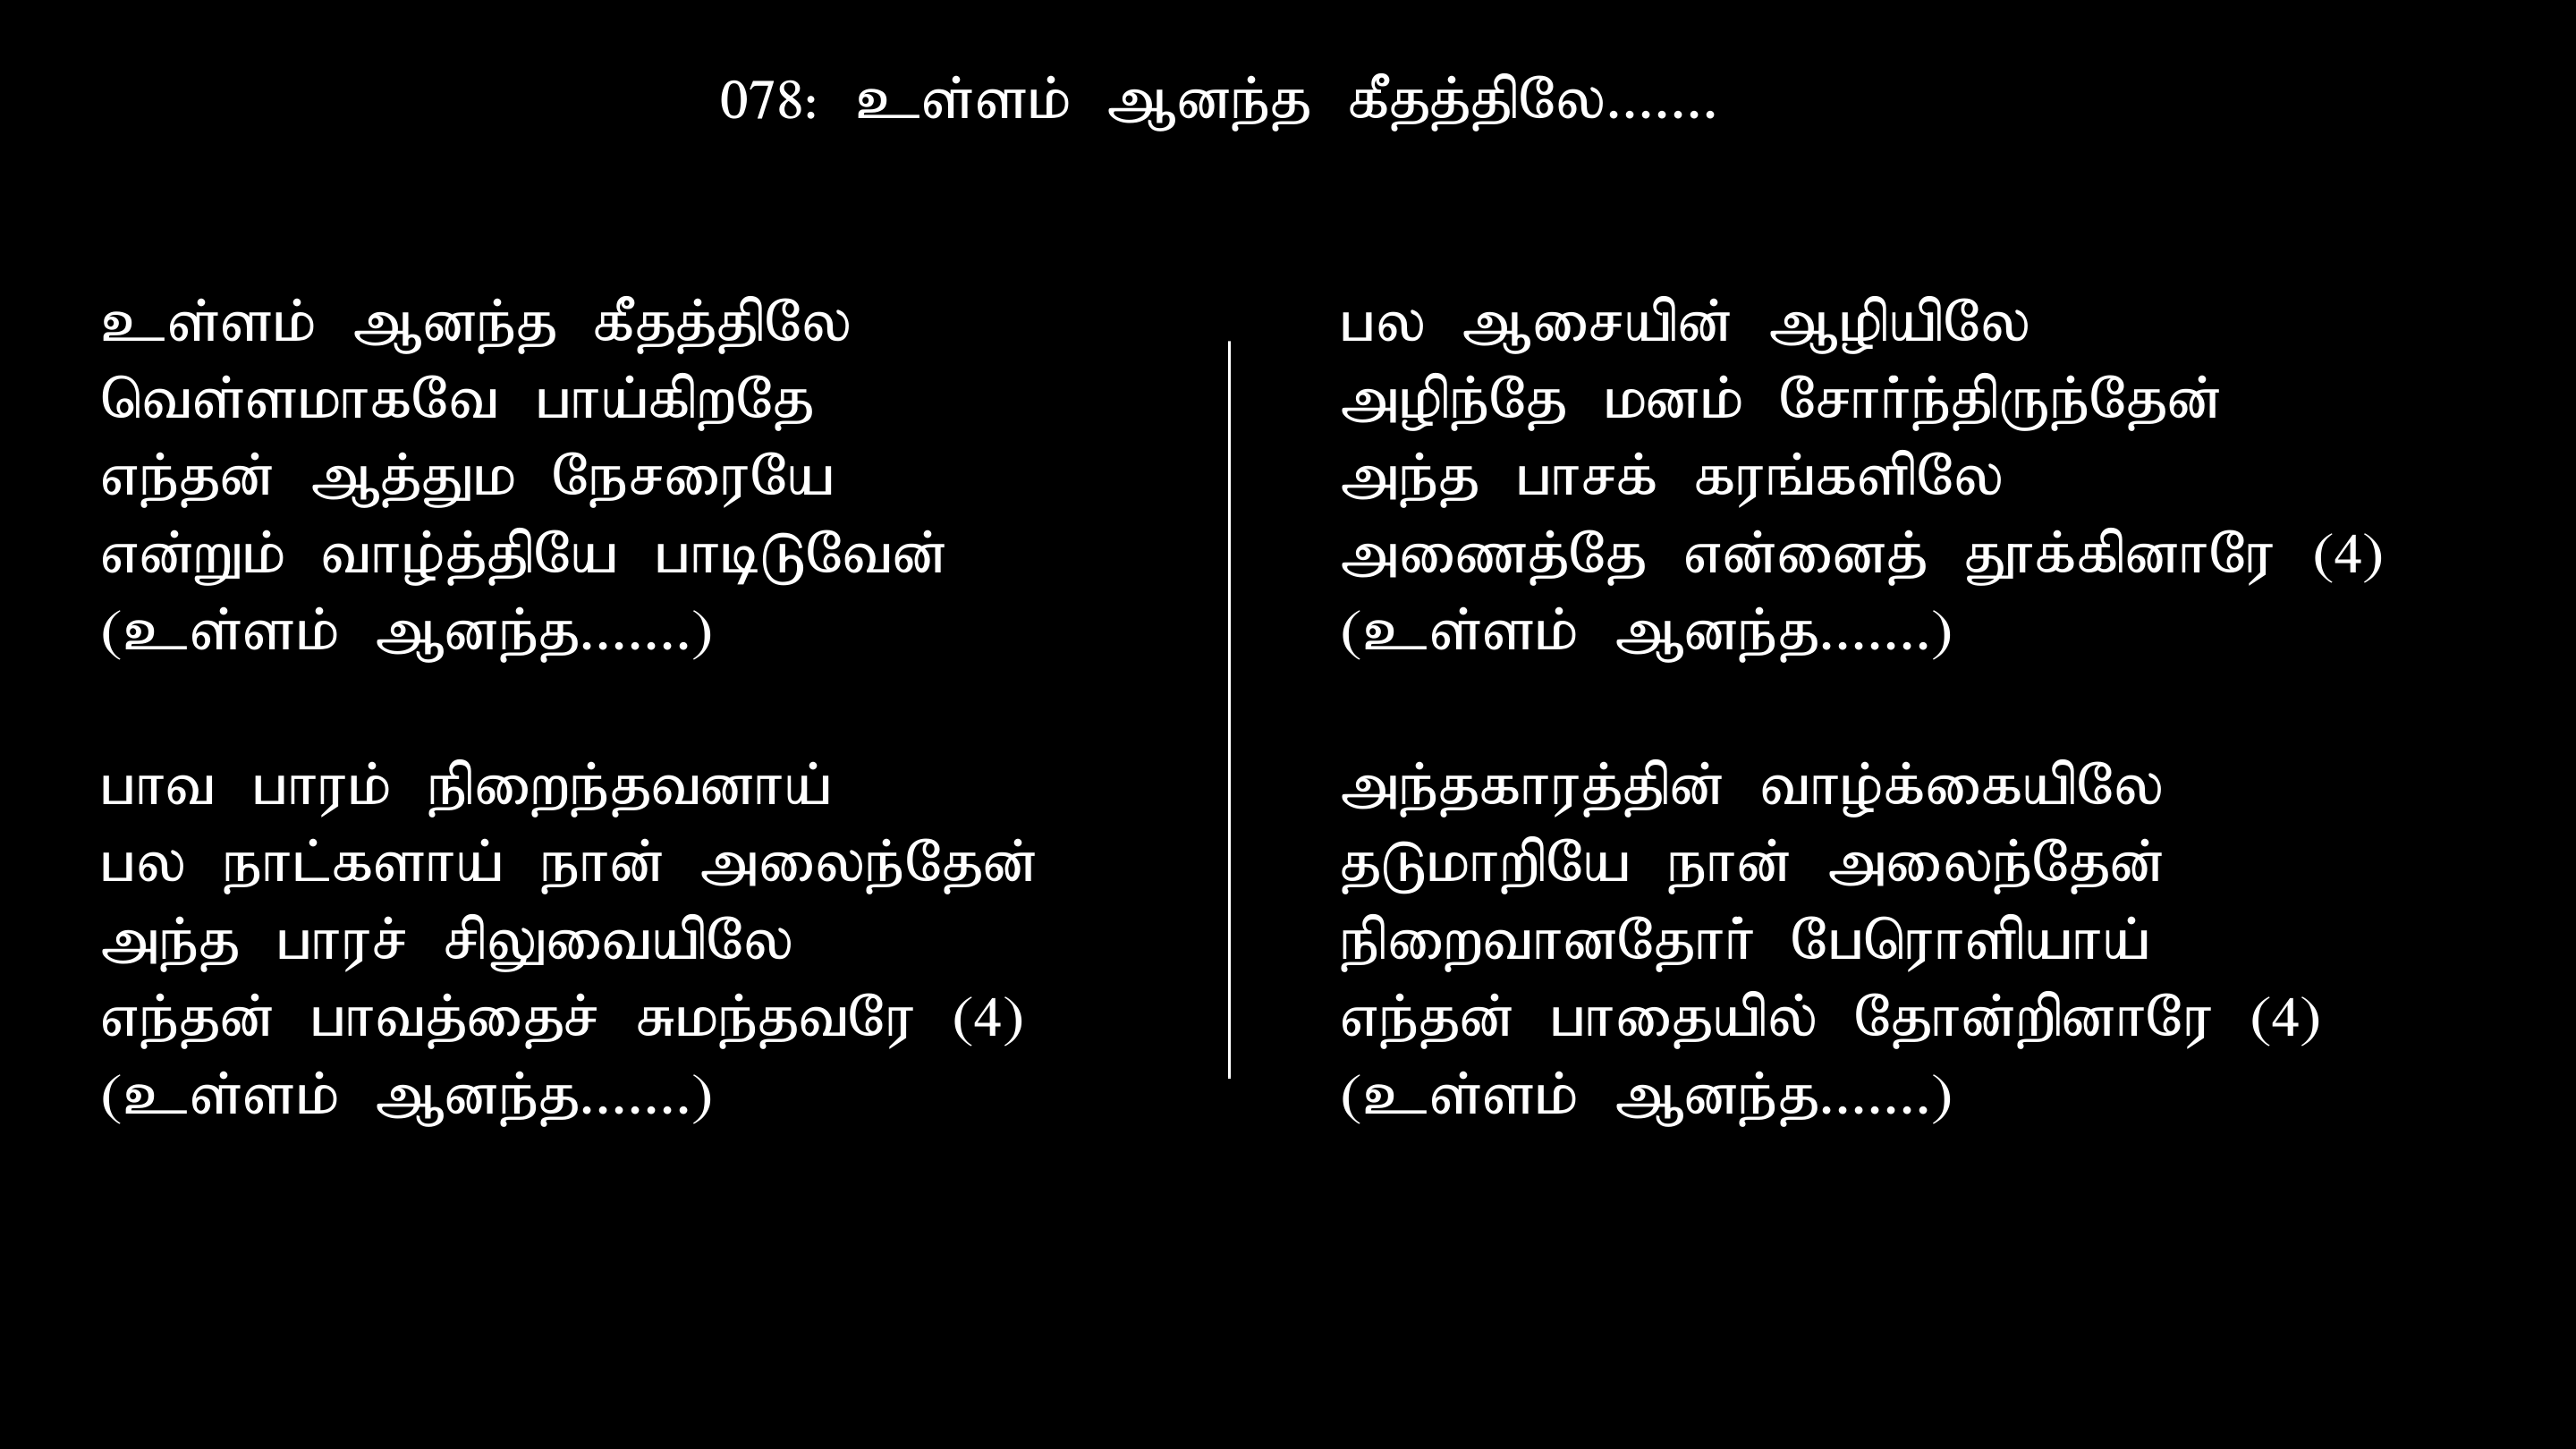 078: உள்ளம் ஆனந்த கீதத்திலே.......
உள்ளம் ஆனந்த கீதத்திலே
வெள்ளமாகவே பாய்கிறதே
எந்தன் ஆத்தும நேசரையே
என்றும் வாழ்த்தியே பாடிடுவேன்
(உள்ளம் ஆனந்த.......)
பாவ பாரம் நிறைந்தவனாய்
பல நாட்களாய் நான் அலைந்தேன்
அந்த பாரச் சிலுவையிலே
எந்தன் பாவத்தைச் சுமந்தவரே (4)
(உள்ளம் ஆனந்த.......)
பல ஆசையின் ஆழியிலே
அழிந்தே மனம் சோர்ந்திருந்தேன்
அந்த பாசக் கரங்களிலே
அணைத்தே என்னைத் தூக்கினாரே (4)
(உள்ளம் ஆனந்த.......)
அந்தகாரத்தின் வாழ்க்கையிலே
தடுமாறியே நான் அலைந்தேன்
நிறைவானதோர் பேரொளியாய்
எந்தன் பாதையில் தோன்றினாரே (4)
(உள்ளம் ஆனந்த.......)